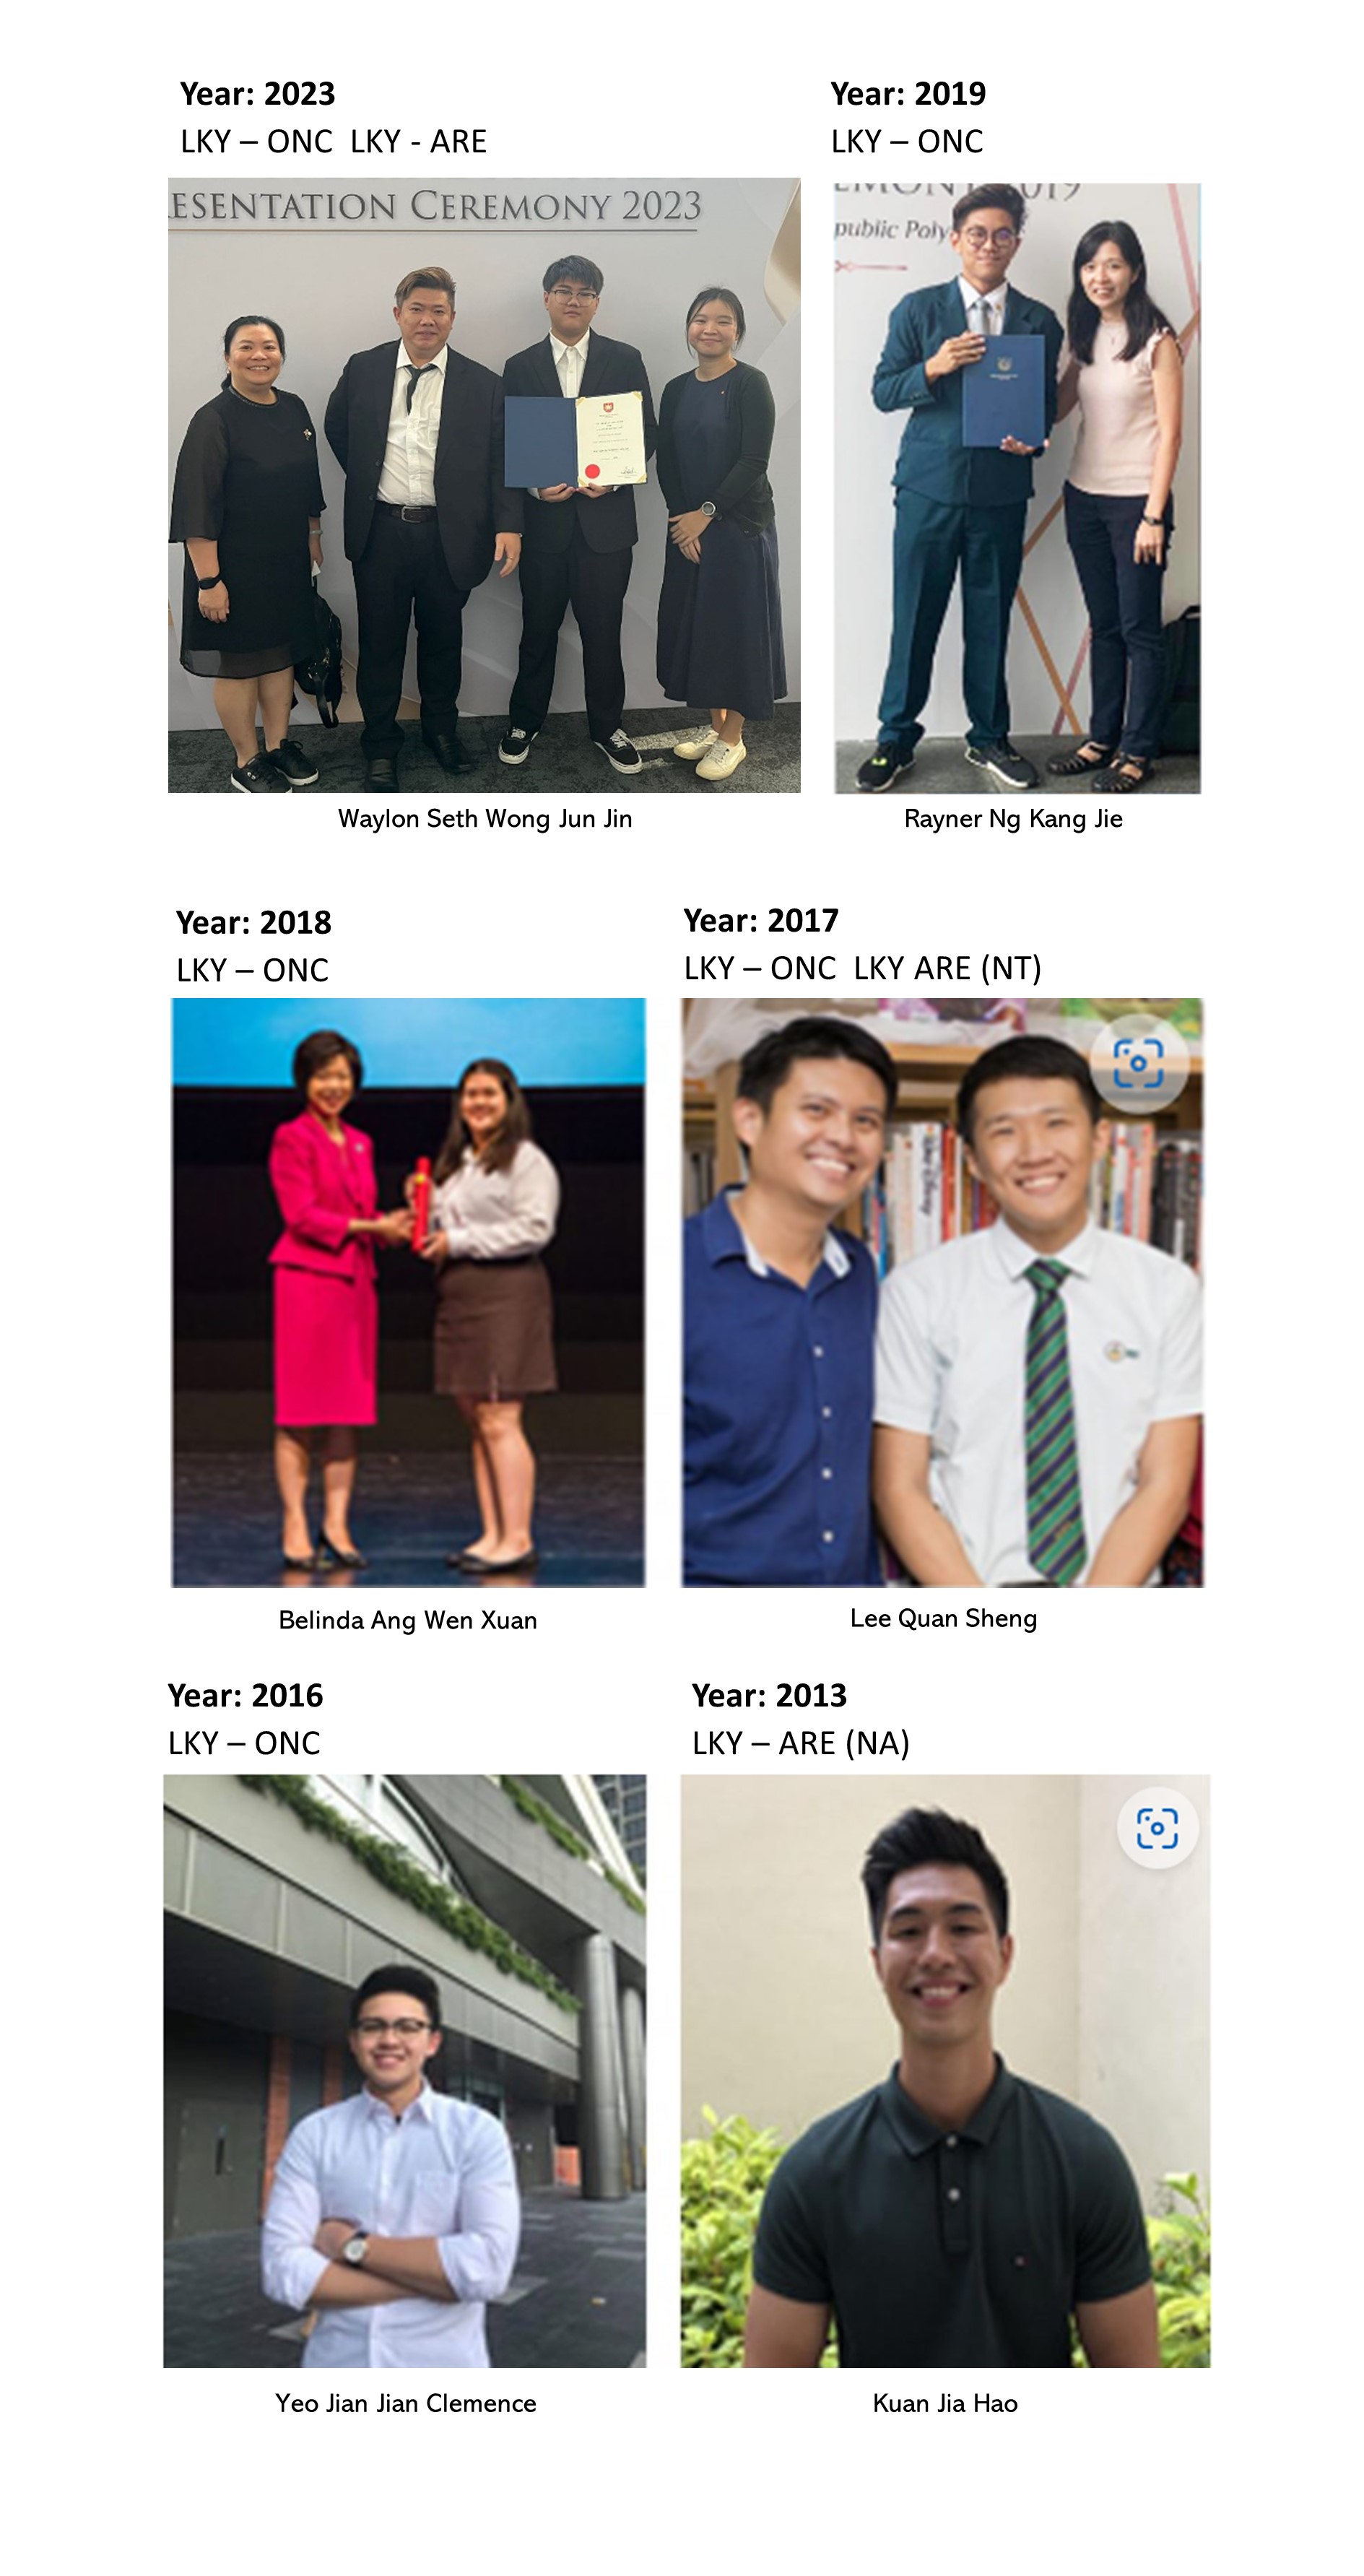 Year: 2023
LKY – ONC  LKY - ARE
Year: 2019
LKY – ONC
ESENTATION CEREMONY 2023
public Poly
Waylon Seth Wong Jun Jin
Rayner Ng Kang Jie
Year: 2018
LKY – ONC
Year: 2017
LKY – ONC  LKY ARE (NT)
Belinda Ang Wen Xuan
Lee Quan Sheng
Year: 2016
LKY – ONC
Year: 2013
LKY – ARE (NA)
Yeo Jian Jian Clemence
Kuan Jia Hao